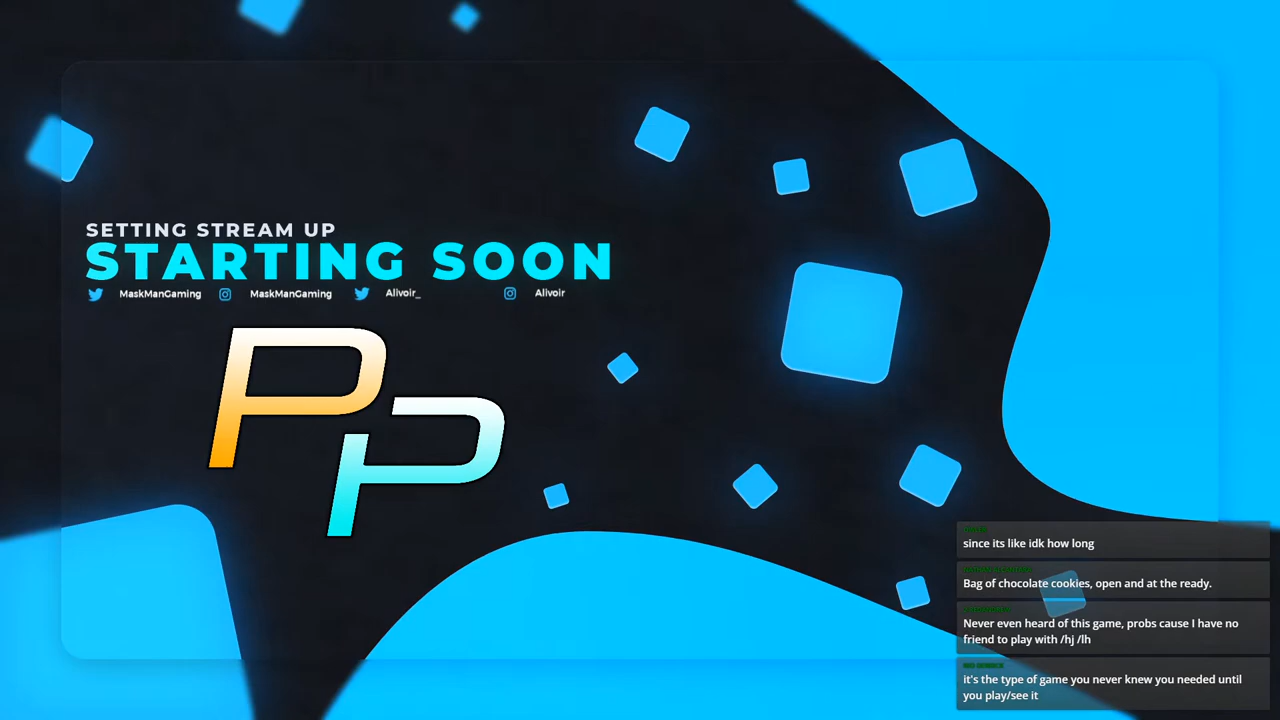 SETTING STREAM UP
STARTING SOON
MaskManGaming MaskManGaming Alivoir_ Alivoir
PP
since its like idk how long
Bag of chocolate cookies, open and at the ready.
Never even heard of this game, probs cause I have no
friend to play with /hj /lh
it's the type of game you never knew you needed until
you play/see it